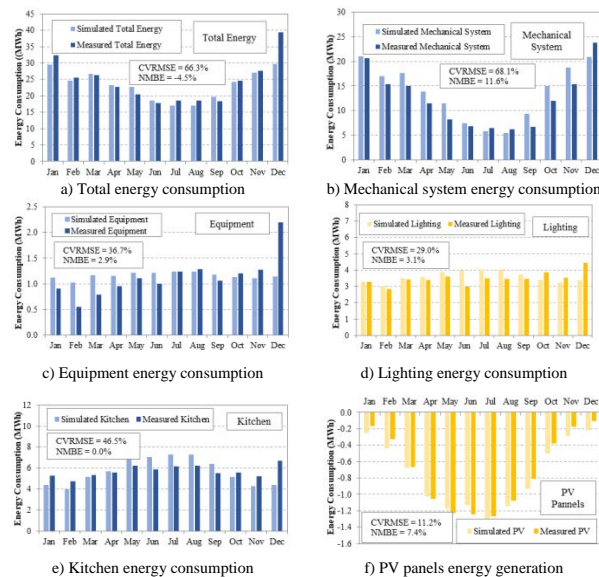 Energy Consumption ((MWh)
45
40
35
30
25
20
15
10
5
0
Simulated Total Energy
Measured Total Energy
Total Energy
CVRMSE = 66.3%
NMBE = -4.5%
Jan Feb Mar Apr May Jun Jul Aug Sep Oct Nov Dec
a) Total energy consumption
Energy Consumption (MWh)
30
25
20
15
10
5
0
Simulated Mechanical System
Measured Mechanical System
Mechanical
System
CVRMSE = 68.1%
NMBE = 11.6%
Jan Feb Mar Apr May Jun Jul Aug Sep Oct Nov Dec
b) Mechanical system energy consumption
Energy Consumption (MWh)
2.5
2.0
1.5
1.0
0.5
0.0
Simulated Equipment
Measured Equipment
Equipment
CVRMSE = 36.7%
NMBE = 2.9%
Jan Feb Mar Apr May Jun Jul Aug Sep Oct Nov Dec
c) Equipment energy consumption
Energy Consumption (MWh)
8
7
6
5
4
3
2
1
0
Simulated Lighting Measured Lighting
Lighting
CVRMSE = 29.0%
NMBE = 3.1%
Jan Feb Mar Apr May Jun Jul Aug Sep Oct Nov Dec
d) Lighting energy consumption
Energy Consumption (MWh)
12
10
8
6
4
2
0
Simulated Kitchen Measured Kitchen
Kitchen
CVRMSE = 46.5%
NMBE = 0.0%
Jan Feb Mar Apr May Jun Jul Aug Sep Oct Nov Dec
e) Kitchen energy consumption
Jan Feb Mar Apr May Jun Jul Aug Sep Oct Nov Dec
Energy Consumption (MWh)
0.0
-0.2
-0.4
-0.6
-0.8
-1.0
-1.2
-1.4
-1.6
PV
Pannels
CVRMSE = 11.2%
NMBE = 7.4%
Simulated PV Measured PV
f) PV panels energy generation